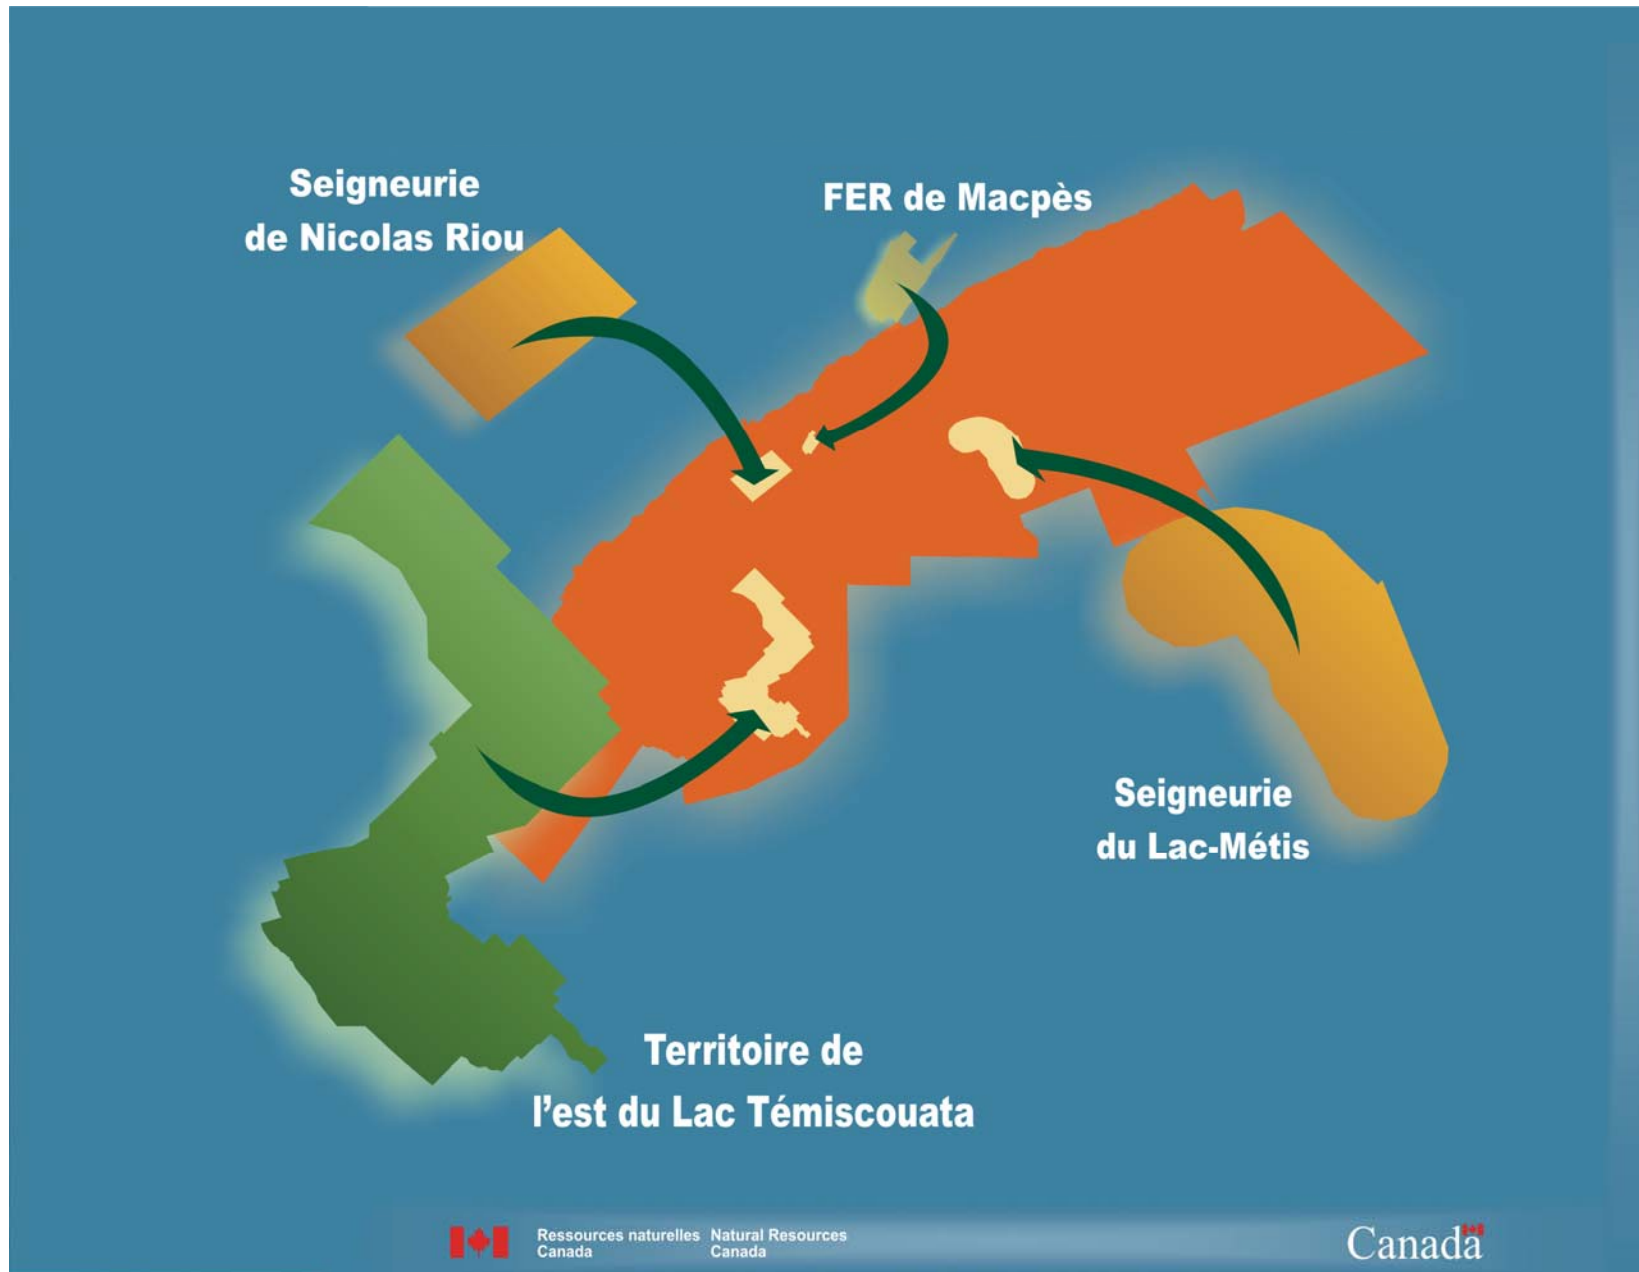 Seigneurie
de Nicolas Riou
FER de Macpès
Seigneurie
du Lac-Métis
Territoire de
l'est du Lac Témiscouata
Ressources naturelles Natural Resources
Canada Canada
Canada